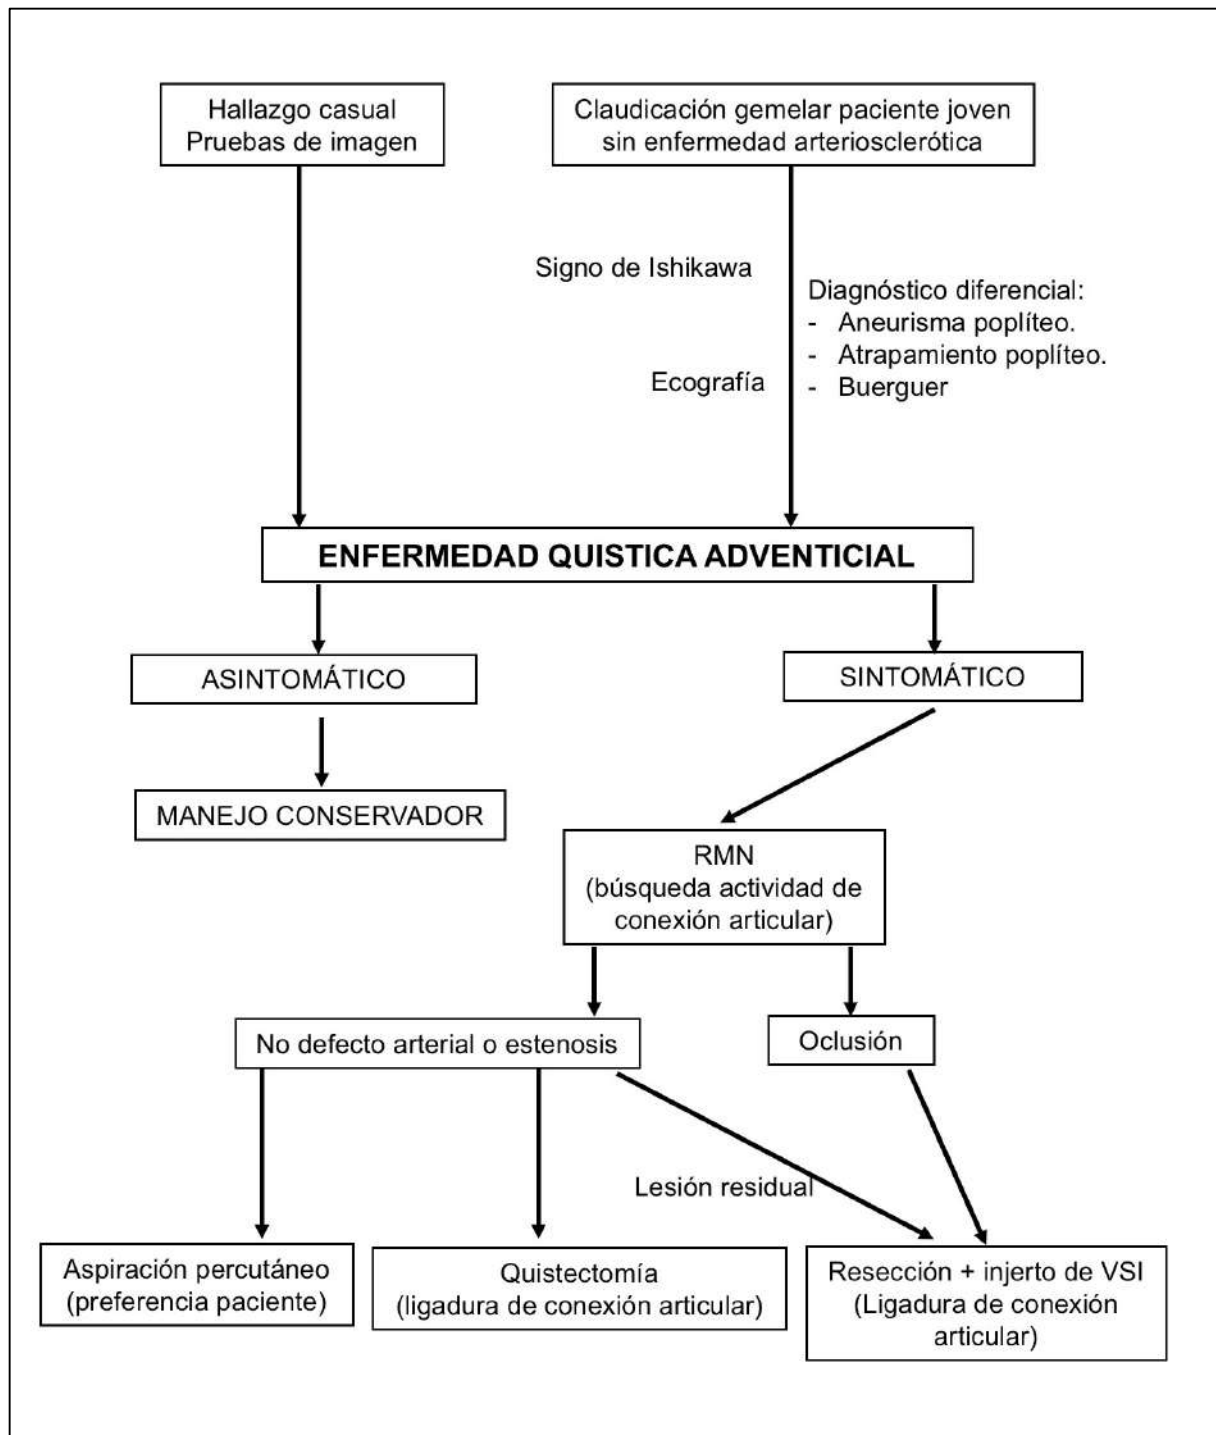 Hallazgo casual
Pruebas de imagen
Claudicación gemelar paciente joven
sin enfermedad arteriosclerótica
Signo de Ishikawa
Diagnóstico diferencial:
- Aneurisma poplíteo.
- Atrapamiento poplíteo.
- Buerguer
Ecografía
ENFERMEDAD QUISTICA ADVENTICIAL
ASINTOMÁTICO
SINTOMÁTICO
MANEJO CONSERVADOR
RMN
(búsqueda actividad de
conexión articular)
No defecto arterial o estenosis
Oclusión
Lesión residual
Aspiración percutáneo
(preferencia paciente)
Quistectomía
(ligadura de conexión articular)
Resección + injerto de VSI
(Ligadura de conexión
articular)